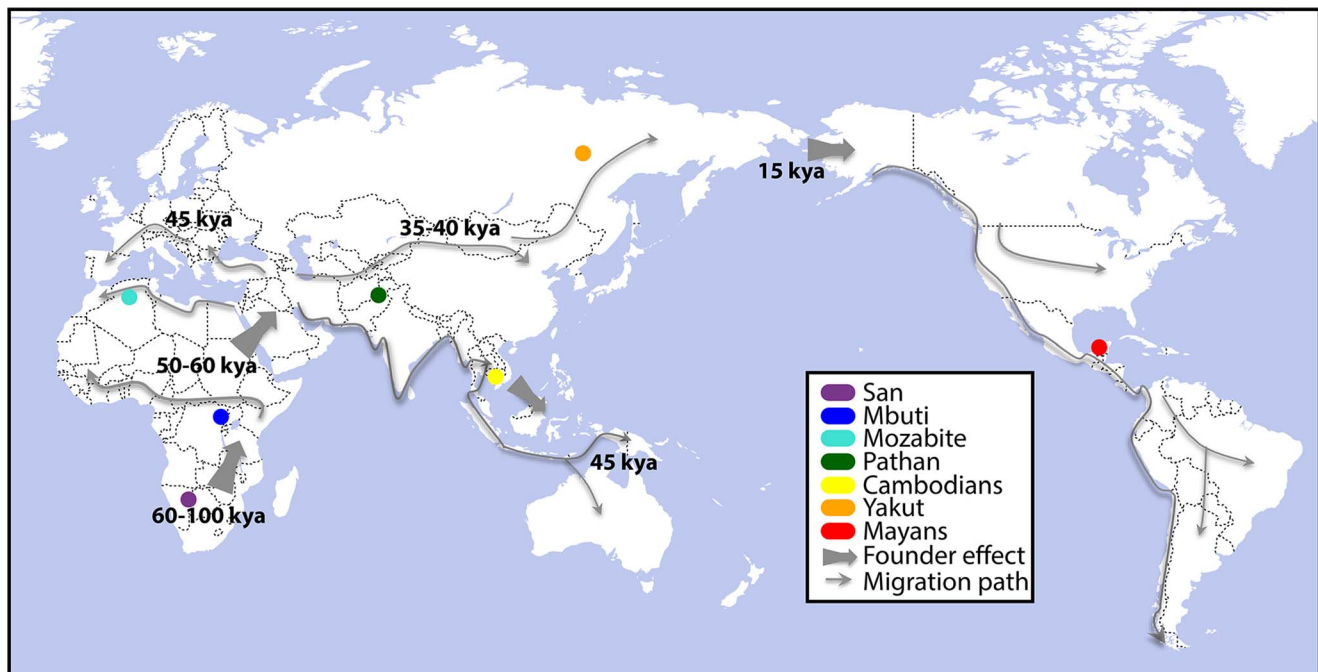 15 kya
45 kya
35-40 kya
50-60 kya
45 kya
60-100 kya
San
Mbuti
Mozabite
Pathan
Cambodians
Yakut
Mayans
Founder effect
Migration path